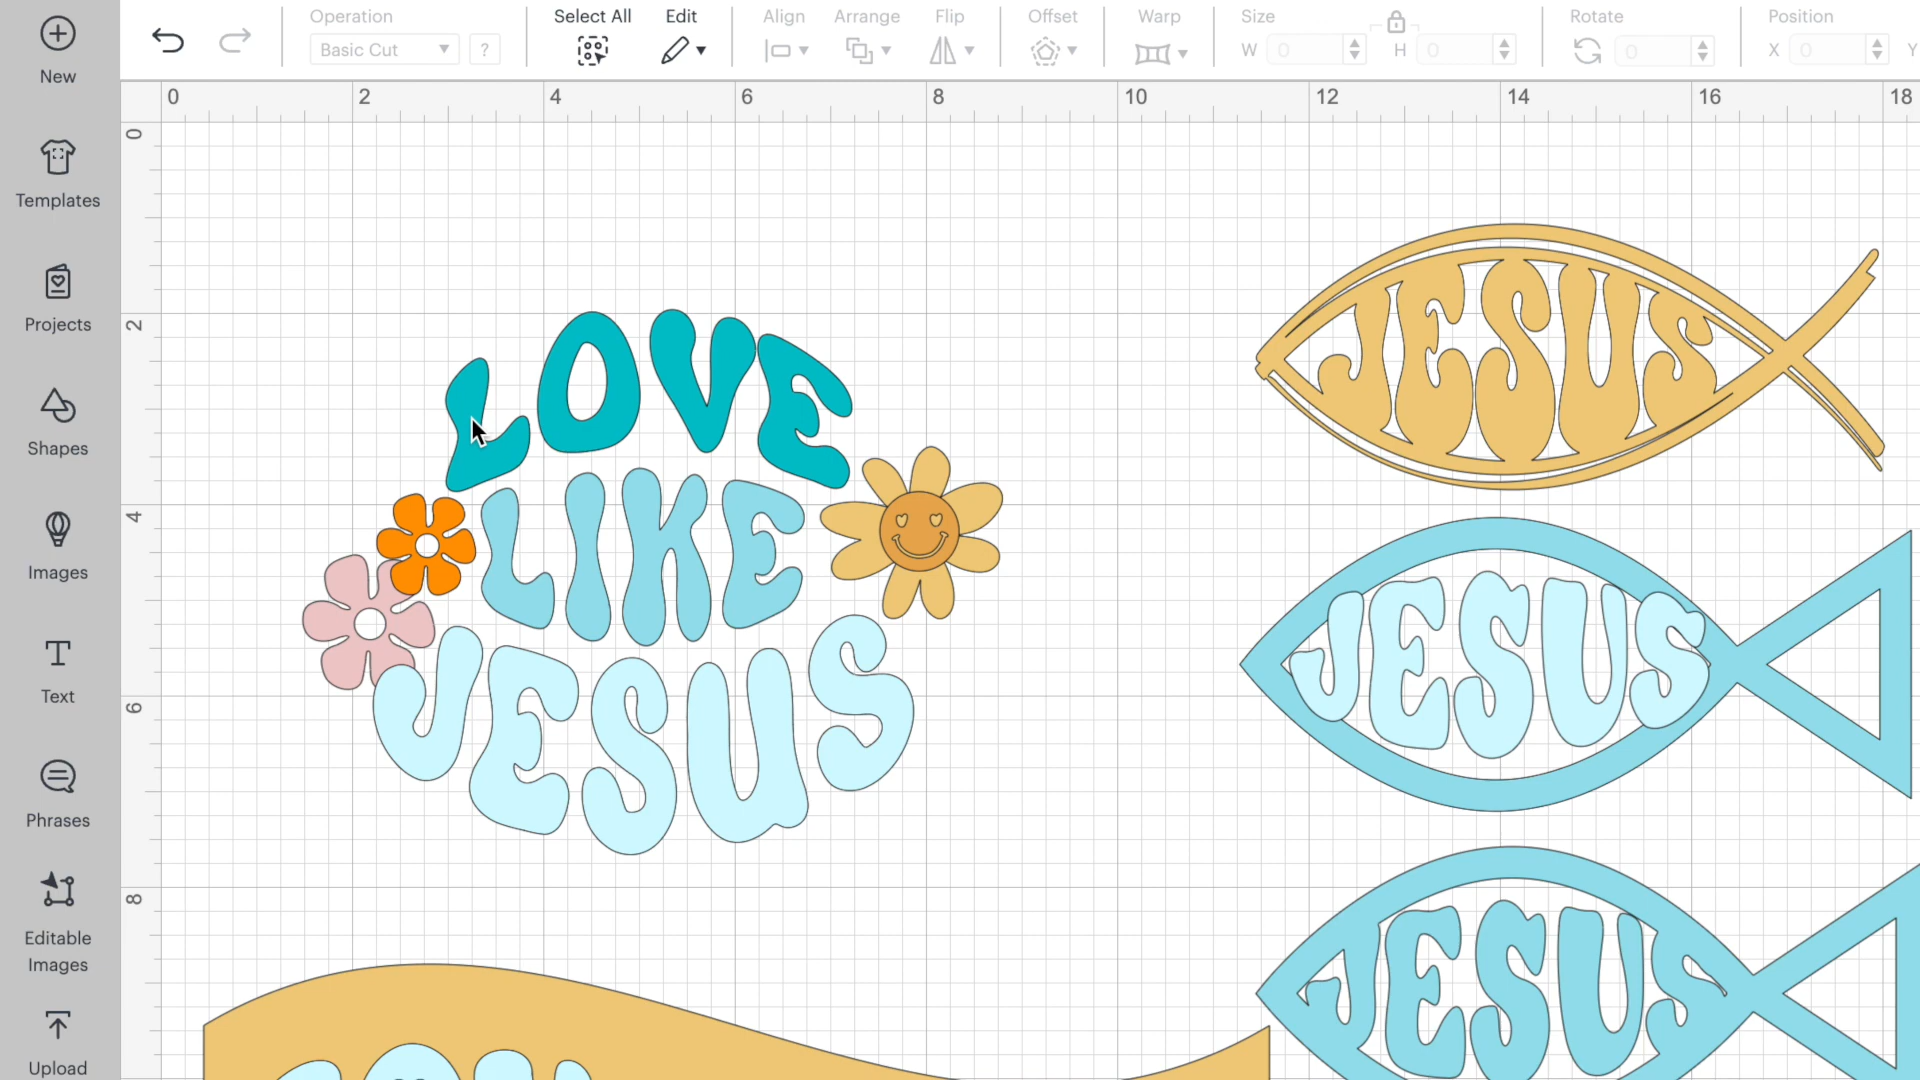 New
Templates
Projects
Shapes
Images
Text
Phrases
Editable
Images
Upload
Operation
Basic Cut
?
Select All
Edit
Align
Arrange
Flip
Offset
Warp
Size
W 0
H 0
Rotate
0
Position
X 0
Y
0 2 4 6 8 10 12 14 16 18
0
2
4
6
8
LOVE
LIKE
JESUS
JESUS
JESUS
JESUS